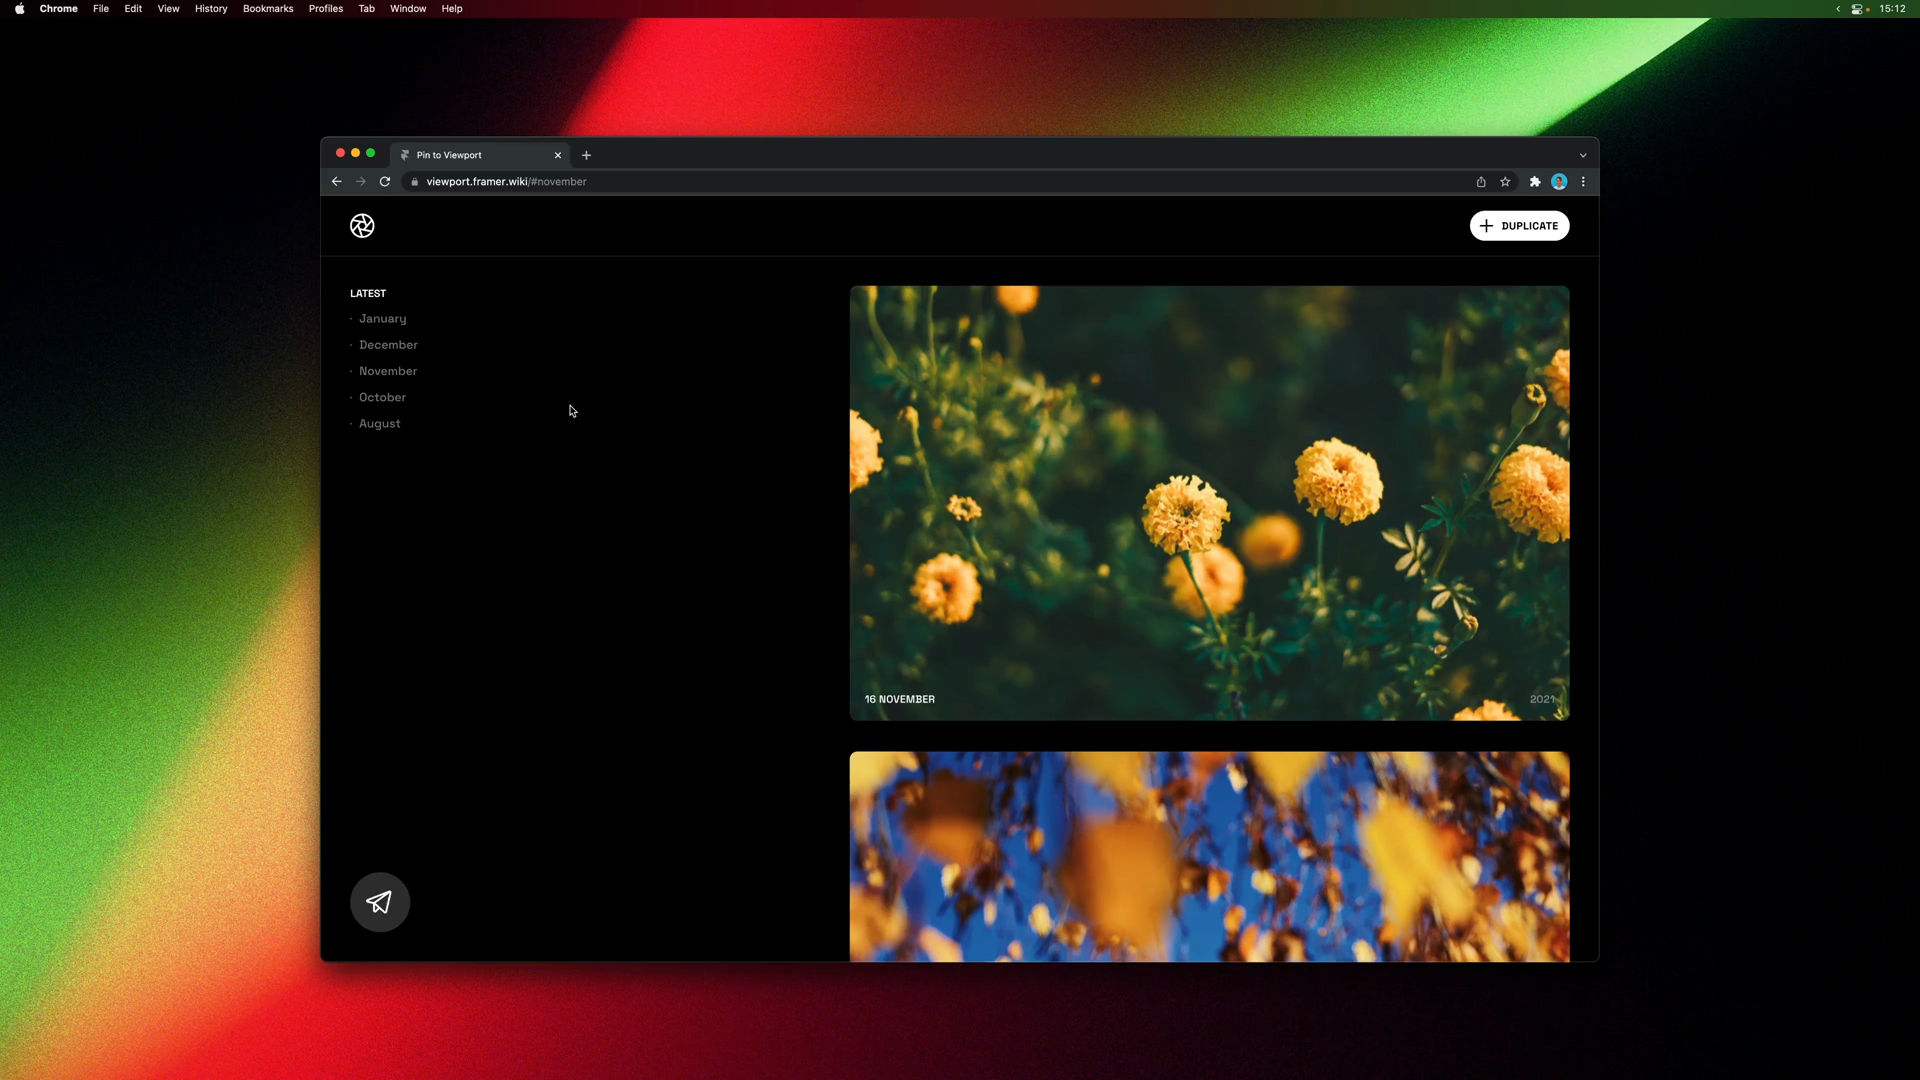 Chrome File Edit View History Bookmarks Profiles Tab Window Help 15:12
Pin to Viewport
viewport.framer.wiki/#november
DUPLICATE
LATEST
· January
· December
· November
· October
· August
16 NOVEMBER 2021